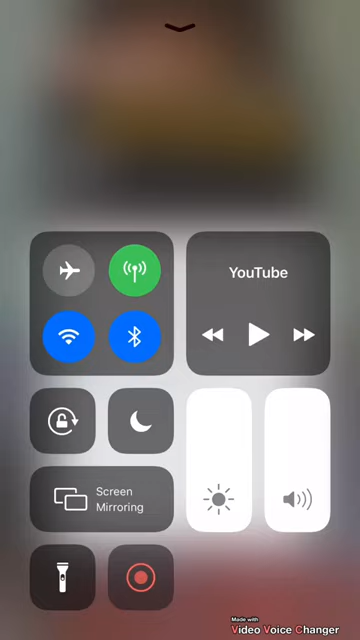 YouTube
Screen
Mirroring
Made with
Video Voice Changer